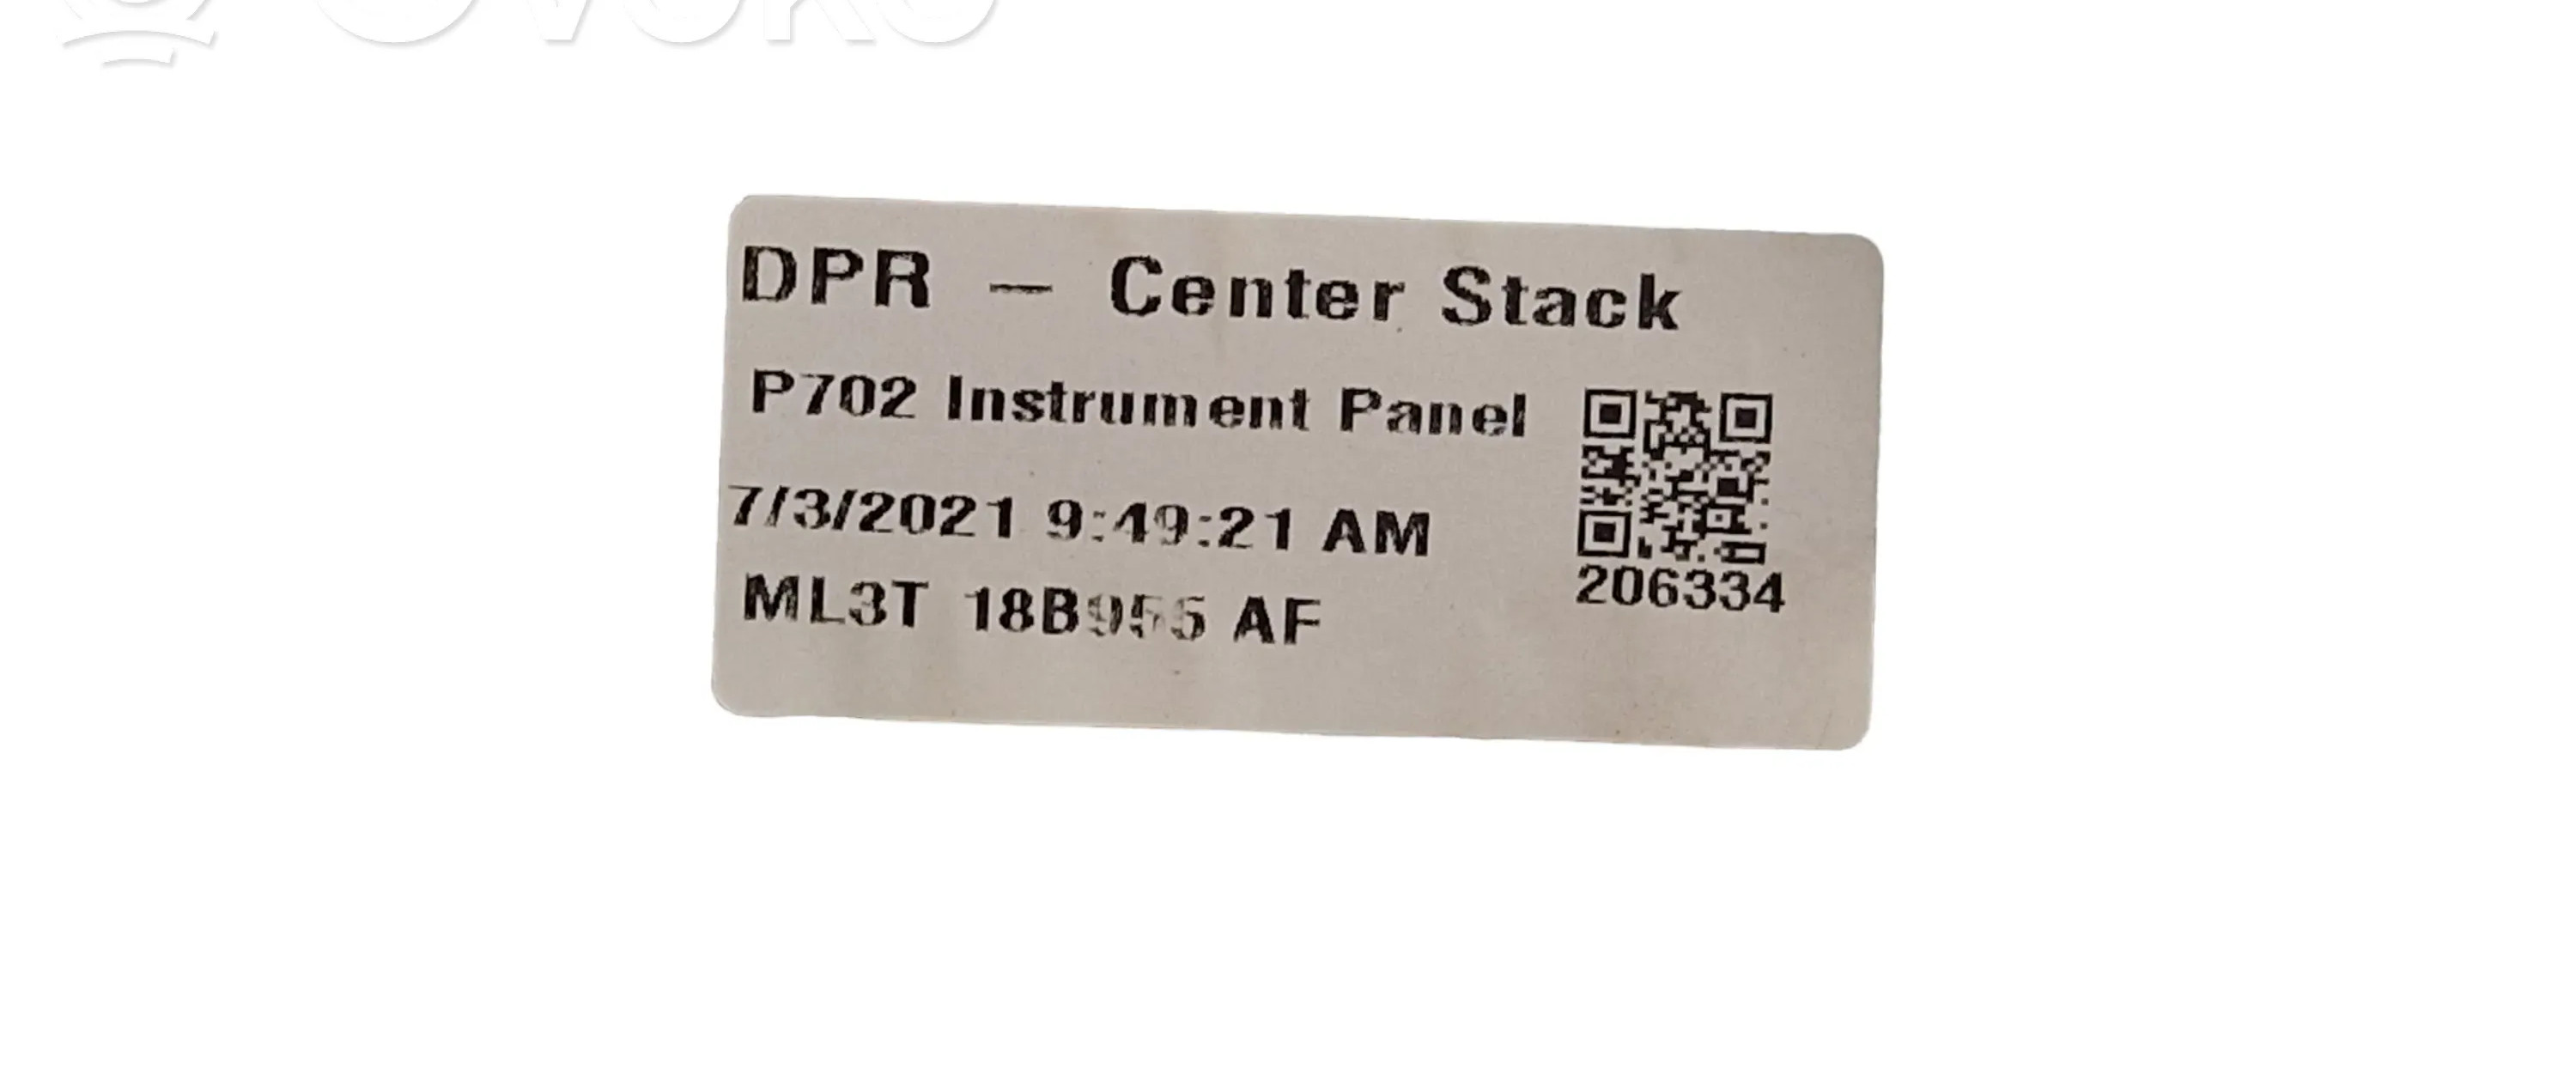 DPR - Center Stack
P702 Instrument Panel
7/3/2021 9:49:21 AM
ML3T 18B955 AF
206334